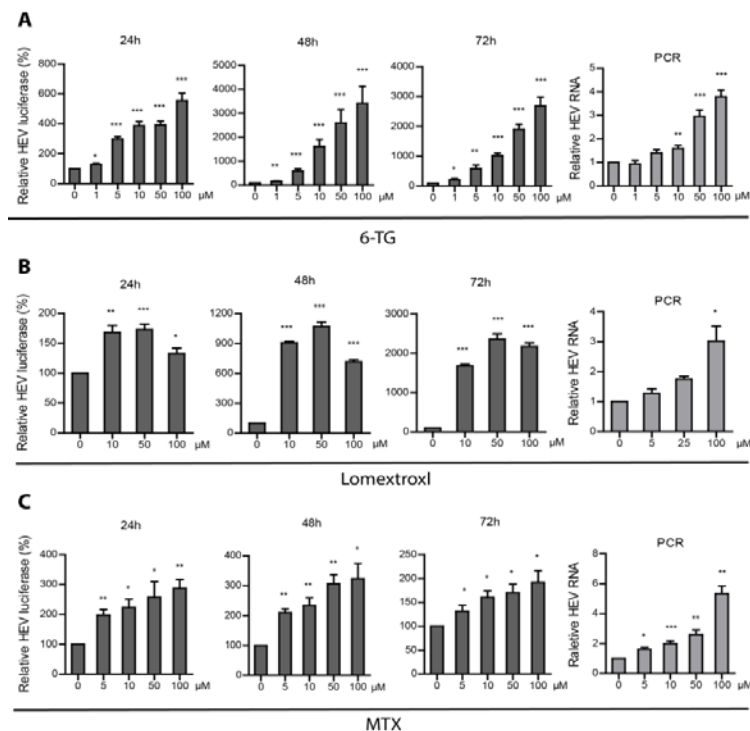 A
24h
48h
72h
PCR
Relative HEV luciferase (%)
800
600
400
200
0
*
***
***
***
***
0 1 5 10 50 100 μM
5000
4000
3000
2000
1000
0
**
***
***
***
***
0 1 5 10 50 100
4000
3000
2000
1000
0
*
**
***
***
***
0 1 5 10 50 100 μM
Relative HEV RNA
5
4
3
2
1
0
**
***
***
0 1 5 10 50 100 μM
6-TG
B
24h
48h
72h
PCR
Relative HEV luciferase (%)
200
150
100
50
0
**
***
*
0 10 50 100 μM
1200
900
600
300
0
***
***
***
0 10 50 100
3000
2000
1000
0
***
***
***
0 10 50 100 μM
Relative HEV RNA
4
3
2
1
0
*
0 5 25 100 μM
Lomextroxl
C
24h
48h
72h
PCR
Relative HEV luciferase (%)
400
300
200
100
0
**
*
*
**
0 5 10 50 100 μM
400
300
200
100
0
**
**
**
*
0 5 10 50 100
250
200
150
100
50
0
*
*
*
*
0 5 10 50 100 μM
Raletive HEV RNA
8
6
4
2
0
*
***
**
**
0 5 10 50 100 μM
MTX